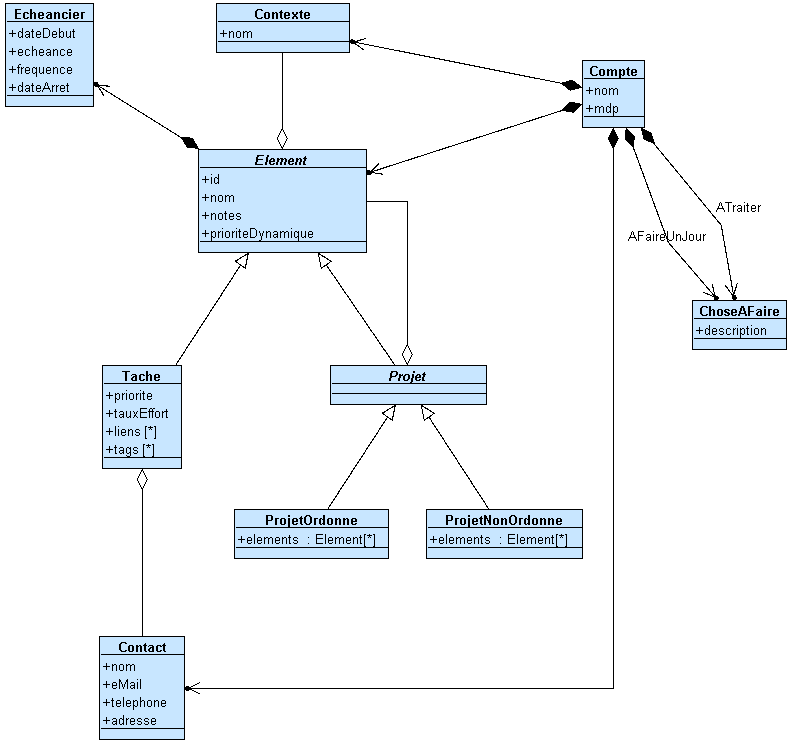 Echeancier
+dateDebut
+echeance
+frequence
+dateArret
Contexte
+nom
Compte
+nom
+mdp
Element
+id
+nom
+notes
+prioriteDynamique
ATraiter
AFaireUnJour
ChoseAFaire
+description
Tache
+priorite
+tauxEffort
+liens [*]
+tags [*]
Projet
ProjetOrdonne
+elements : Element[*]
ProjetNonOrdonne
+elements : Element[*]
Contact
+nom
+eMail
+telephone
+adresse